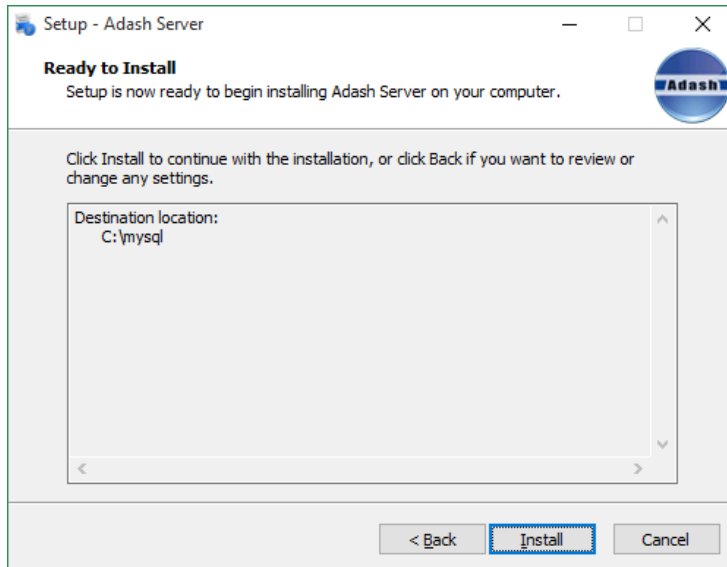 Setup - Adash Server
Ready to Install
Setup is now ready to begin installing Adash Server on your computer.
Adash
Click Install to continue with the installation, or click Back if you want to review or
change any settings.
Destination location:
C:\mysql
< Back
Install
Cancel